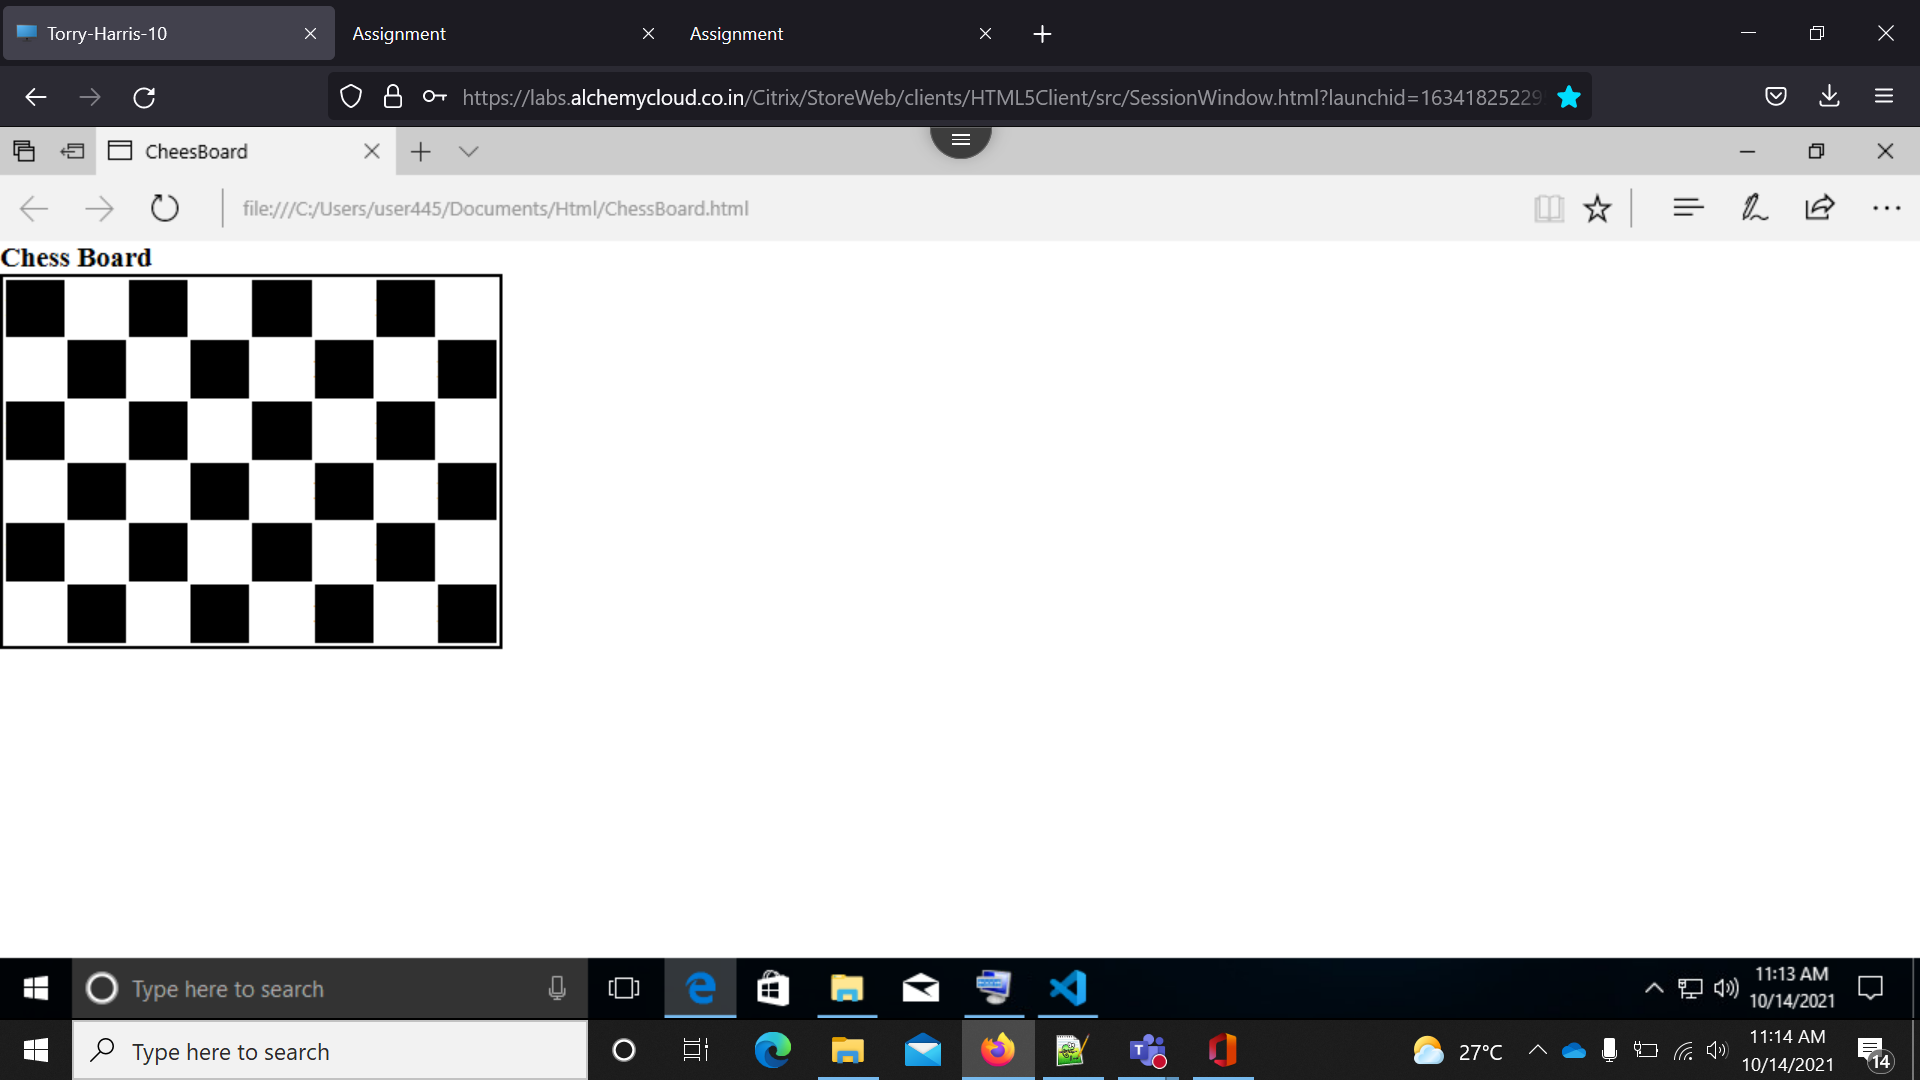 Torry-Harris-10
Assignment
Assignment
https://labs.alchemycloud.co.in/Citrix/StoreWeb/clients/HTML5Client/src/SessionWindow.html?launchid=16341825229
CheesBoard
file:///C:/Users/user445/Documents/Html/ChessBoard.html
Chess Board
Type here to search
11:13 AM
10/14/2021
Type here to search
27°C
11:14 AM
10/14/2021
14